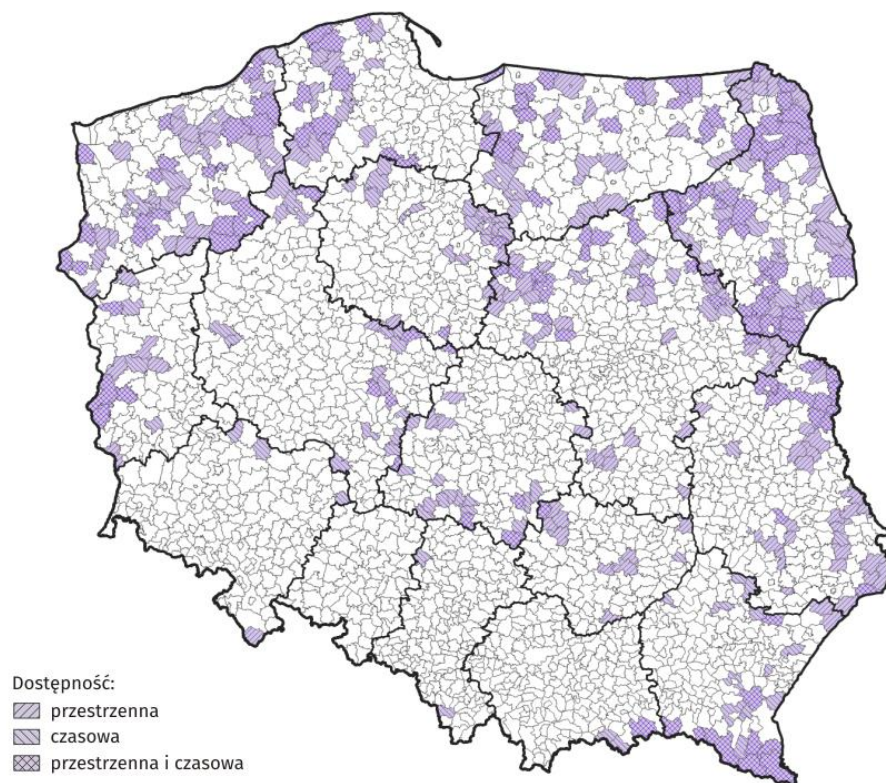 Dostępność:
przestrzenna
czasowa
przestrzenna i czasowa